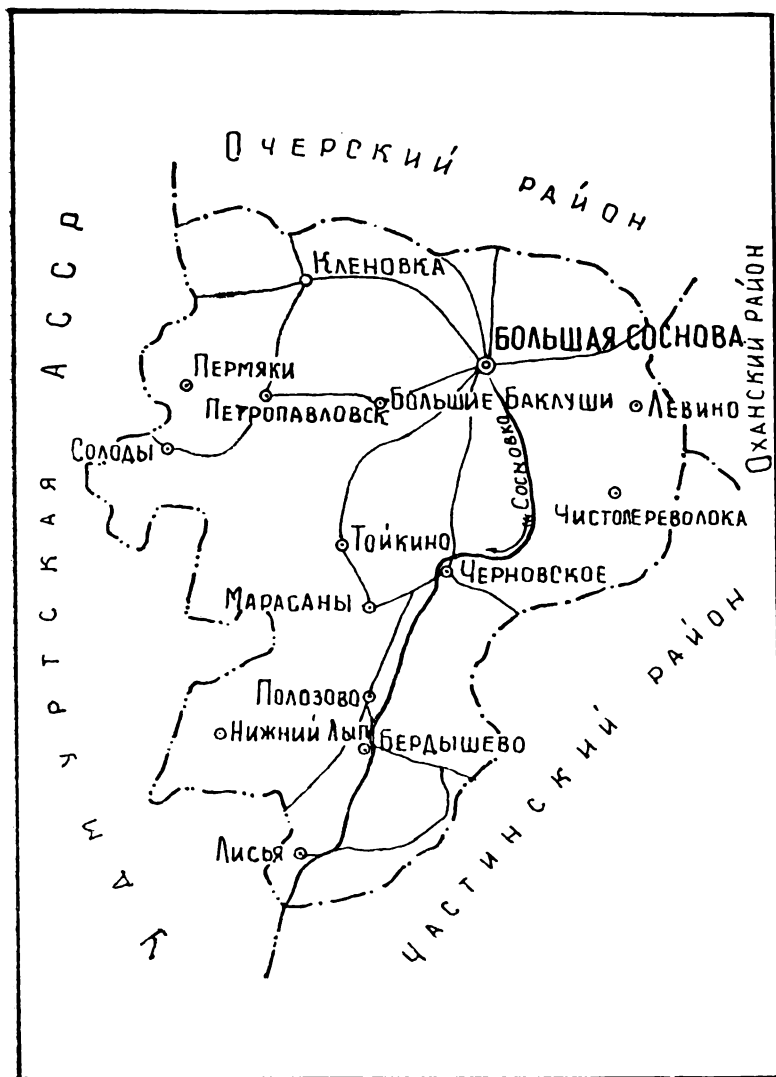 ОЧЕРСКИЙ РАЙОН
УДМУРТСКАЯ АССР
ОХАНСКИЙ РАЙОН
КЛЕНОВКА
БОЛЬШАЯ СОСНОВА
ПЕРМЯКИ
ПЕТРОПАВЛОВСК
БОЛЬШИЕ БАКЛУШИ
ЛЕВИНО
СОЛОДЫ
СОСНОВКА
ЧИСТОПЕРЕВОЛОКА
ТОЙКИНО
ЧЕРНОВСКОЕ
МАРАСАНЫ
ЧАСТИНСКИЙ РАЙОН
ПОЛОЗОВО
НИЖНИЙ ЛЫП
БЕРДЫШЕВО
ЛИСЬЯ